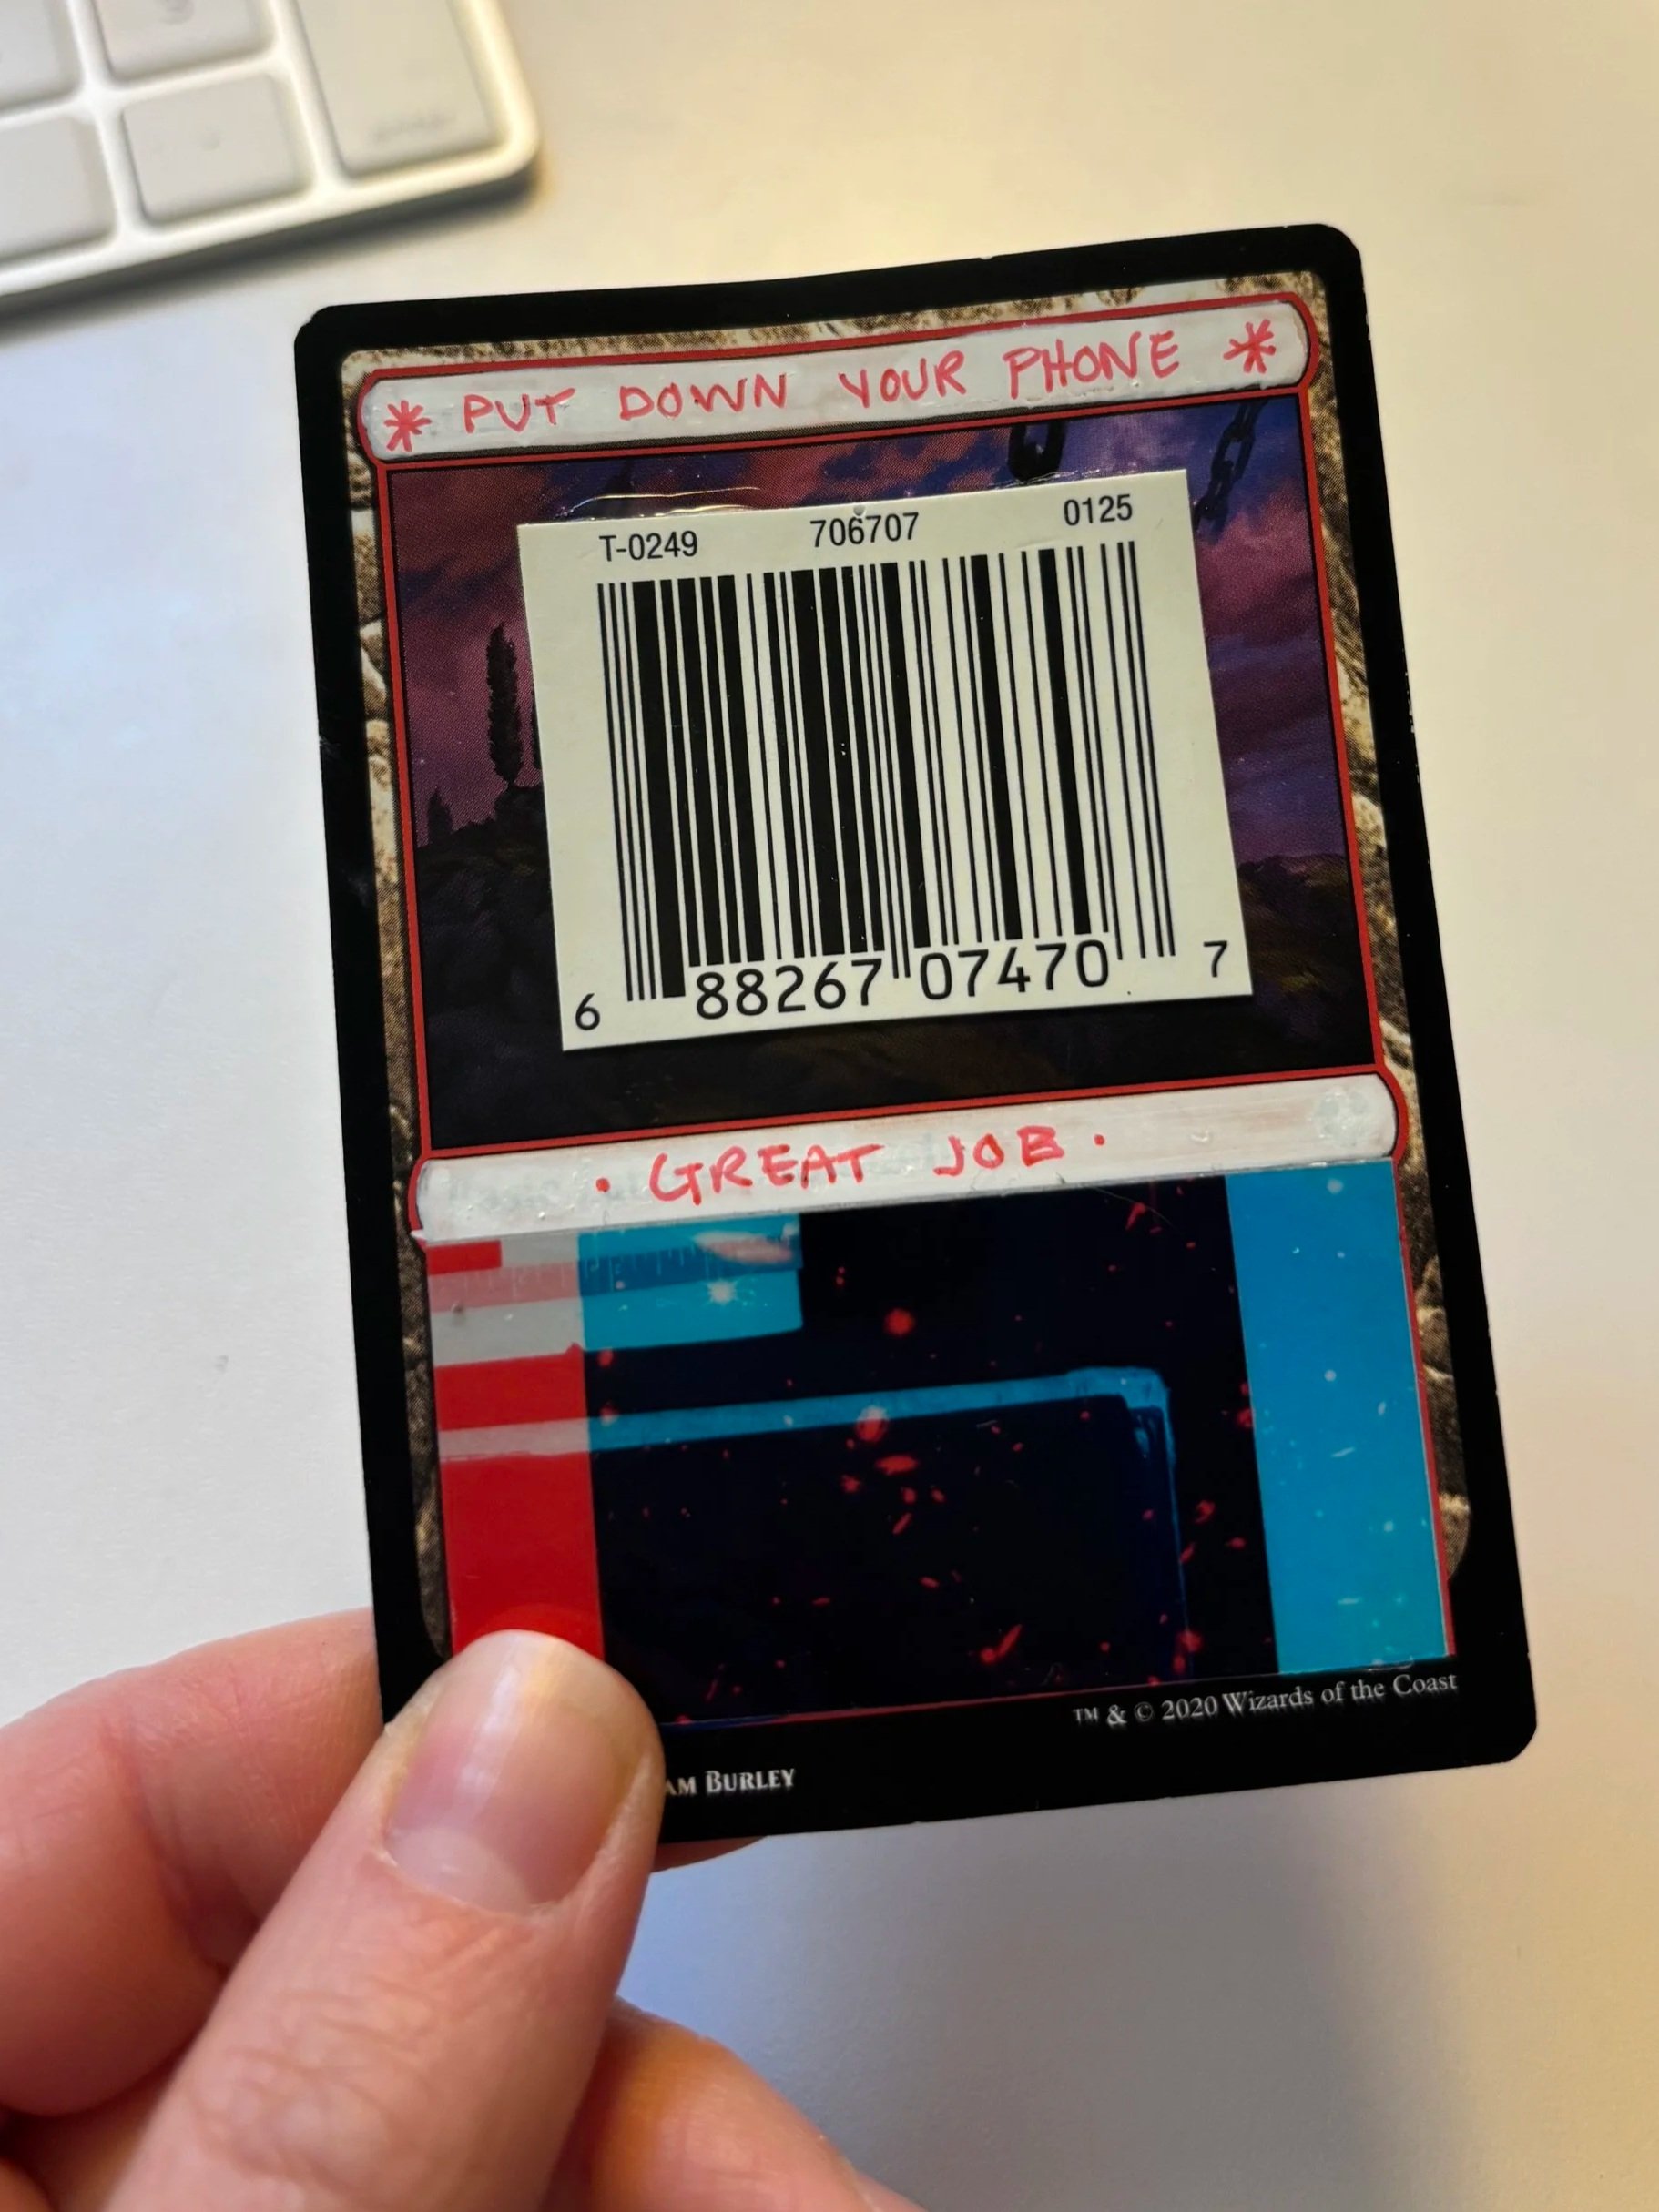 * PUT DOWN YOUR PHONE *
T-0249 706707 0125
6 88267 07470 7
· GREAT JOB ·
™ & © 2020 Wizards of the Coast
AM BURLEY